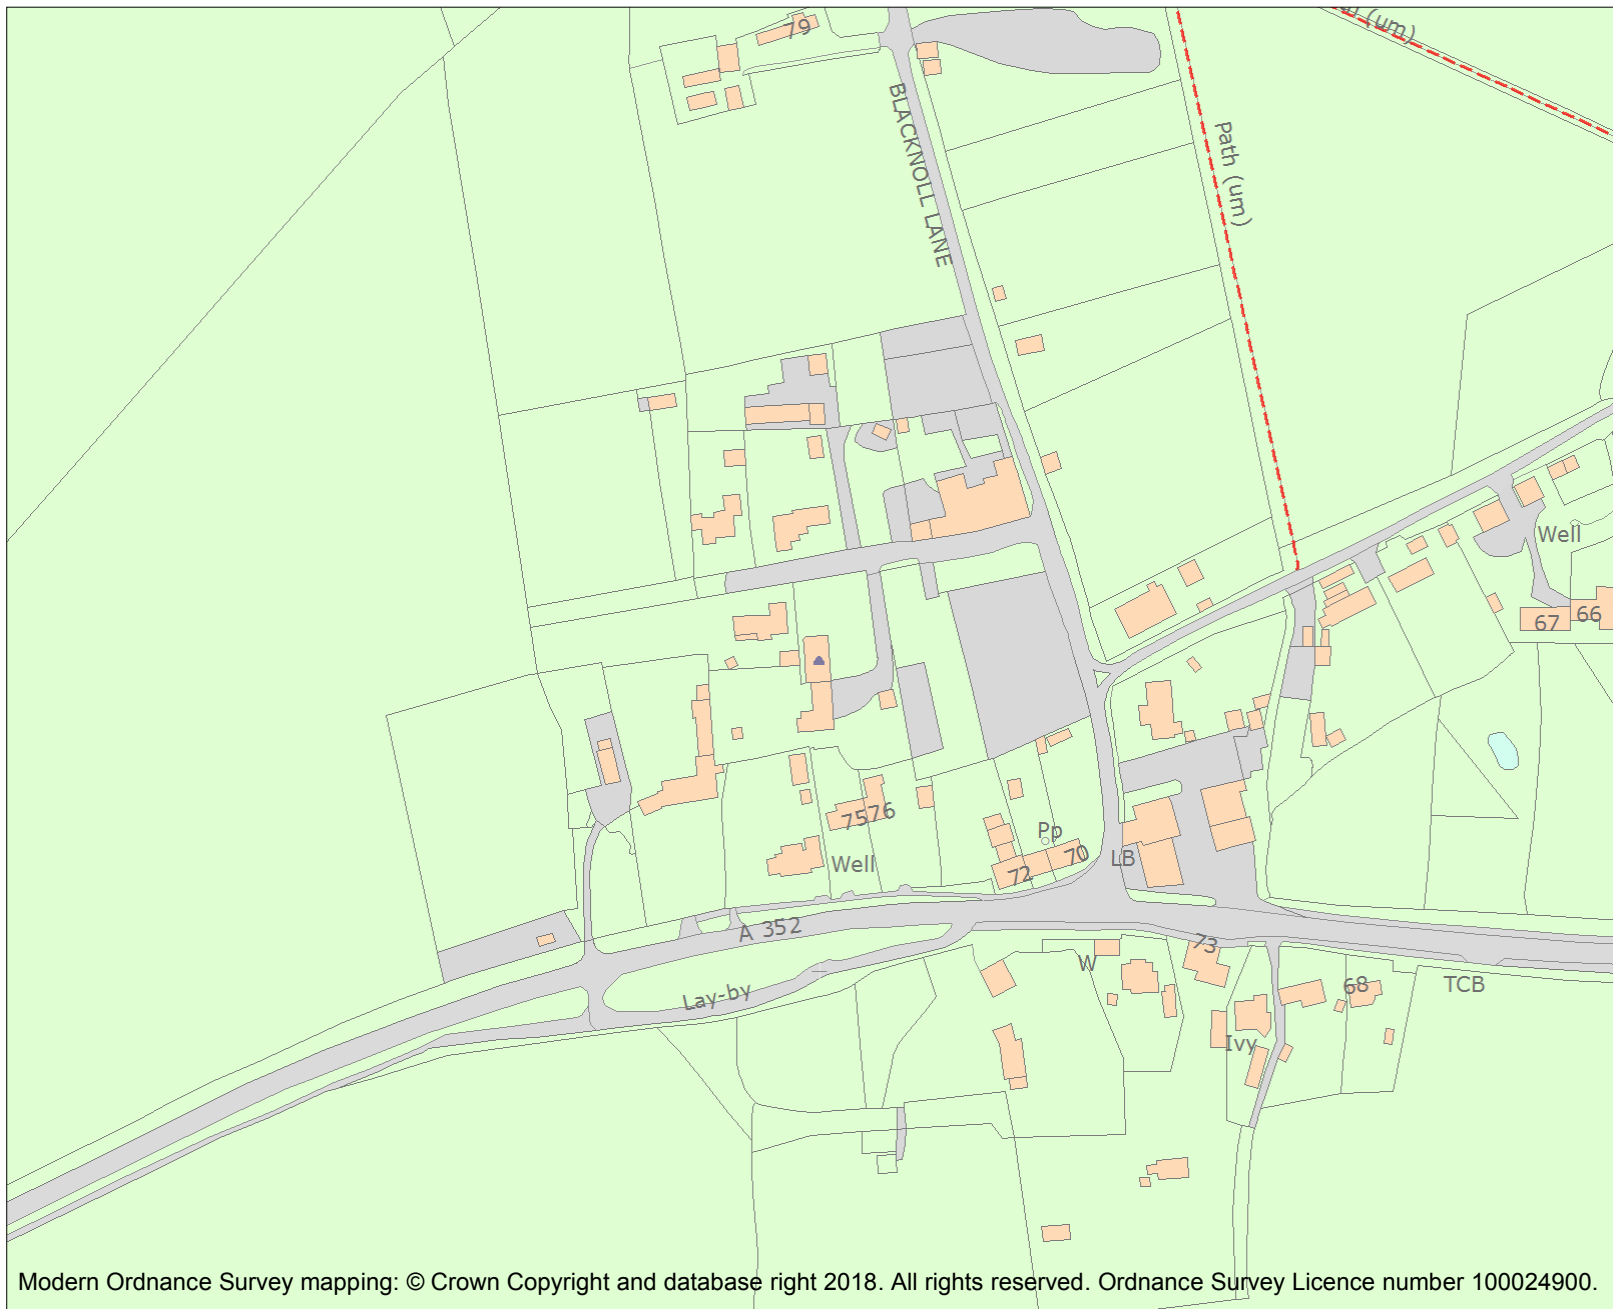 79
(um)
BLACKNOLL LANE
Path (um)
Well
67
66
7576
Pp
70
72
LB
Well
A 352
73
W
Lay-by
68
TCB
Ivy
Modern Ordnance Survey mapping: © Crown Copyright and database right 2018. All rights reserved. Ordnance Survey Licence number 100024900.